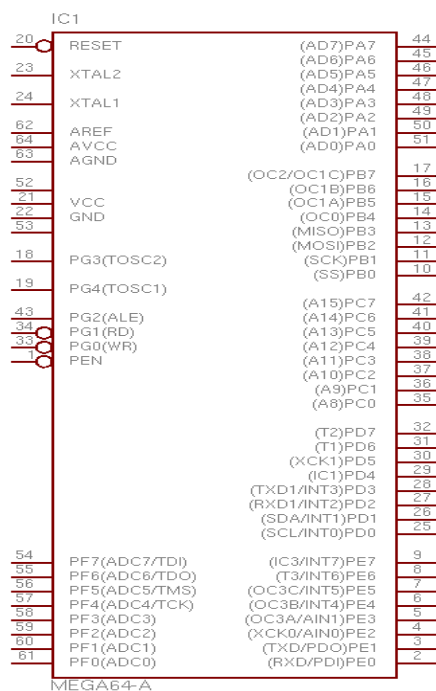 IC1
20 RESET (AD7)PA7 44
(AD6)PA6 45
23 XTAL2 (AD5)PA5 46
(AD4)PA4 47
24 XTAL1 (AD3)PA3 48
(AD2)PA2 49
62 AREF (AD1)PA1 50
64 AVCC (AD0)PA0 51
63 AGND
(OC2/OC1C)PB7 17
52 (OC1B)PB6 16
21 VCC (OC1A)PB5 15
22 GND (OC0)PB4 14
53 (MISO)PB3 13
(MOSI)PB2 12
18 PG3(TOSC2) (SCK)PB1 11
(SS)PB0 10
19 PG4(TOSC1)
(A15)PC7 42
43 PG2(ALE) (A14)PC6 41
34 PG1(RD) (A13)PC5 40
33 PG0(WR) (A12)PC4 39
1 PEN (A11)PC3 38
(A10)PC2 37
(A9)PC1 36
(A8)PC0 35
(T2)PD7 32
(T1)PD6 31
(XCK1)PD5 30
(IC1)PD4 29
(TXD1/INT3)PD3 28
(RXD1/INT2)PD2 27
(SDA/INT1)PD1 26
(SCL/INT0)PD0 25
54 PF7(ADC7/TDI) (IC3/INT7)PE7 9
55 PF6(ADC6/TDO) (T3/INT6)PE6 8
56 PF5(ADC5/TMS) (OC3C/INT5)PE5 7
57 PF4(ADC4/TCK) (OC3B/INT4)PE4 6
58 PF3(ADC3) (OC3A/AIN1)PE3 5
59 PF2(ADC2) (XCK0/AIN0)PE2 4
60 PF1(ADC1) (TXD/PDO)PE1 3
61 PF0(ADC0) (RXD/PDI)PE0 2
MEGA64-A